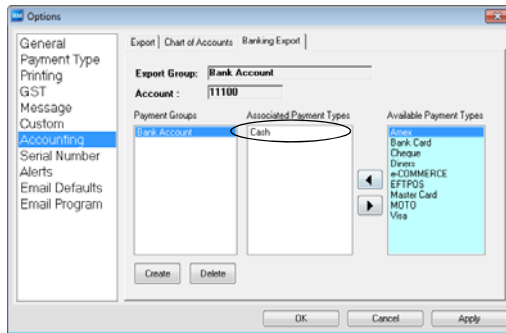 Options
General
Payment Type
Printing
GST
Message
Custom
Accounting
Serial Number
Alerts
Email Defaults
Email Program
Export
Chart of Accounts
Banking Export
Export Group:
Bank Account
Account :
11100
Payment Groups
Associated Payment Types
Available Payment Types
Bank Account
Cash
Amex
Bank Card
Cheque
Diners
e-COMMERCE
EFTPOS
Master Card
MOTO
Visa
Create
Delete
OK
Cancel
Apply